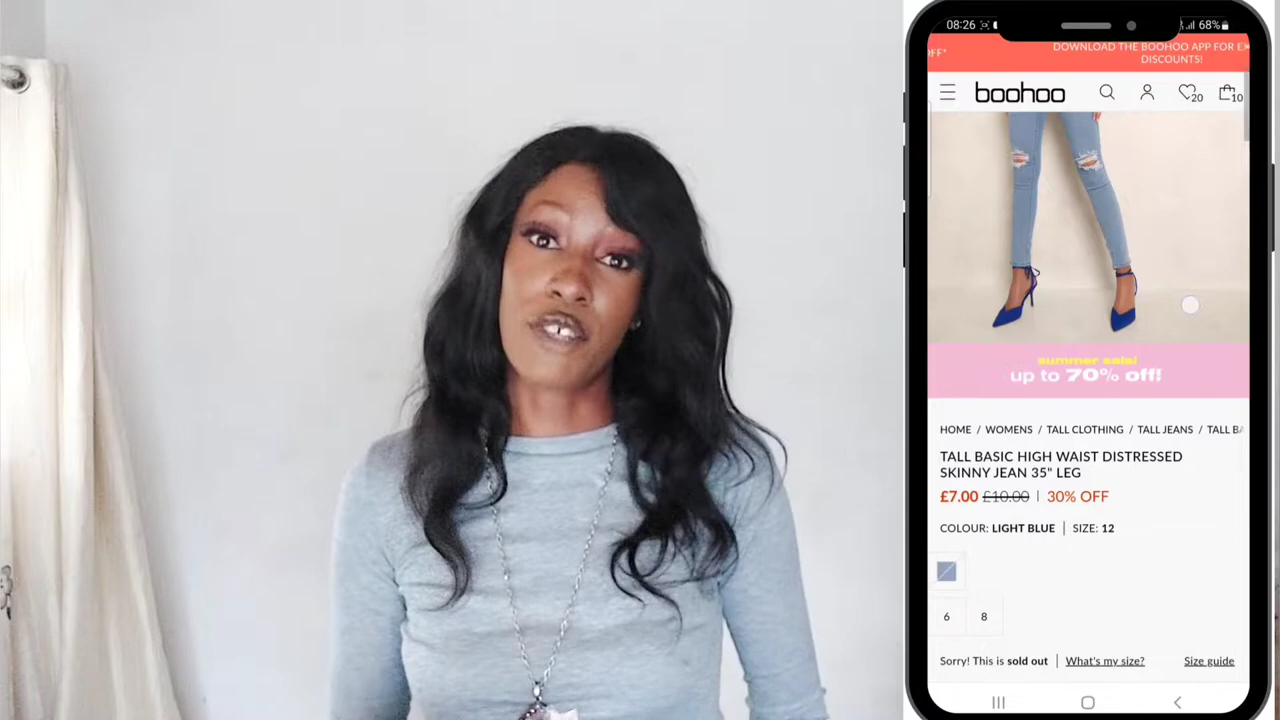 08:26
68%
OFF*
DOWNLOAD THE BOOHOO APP FOR
DISCOUNTS!
boohoo
20
10
summer sale!
up to 70% off!
HOME / WOMENS / TALL CLOTHING / TALL JEANS / TALL
TALL BASIC HIGH WAIST DISTRESSED
SKINNY JEAN 35" LEG
£7.00 £10.00 | 30% OFF
COLOUR: LIGHT BLUE | SIZE: 12
6 8
Sorry! This is sold out | What's my size? Size guide